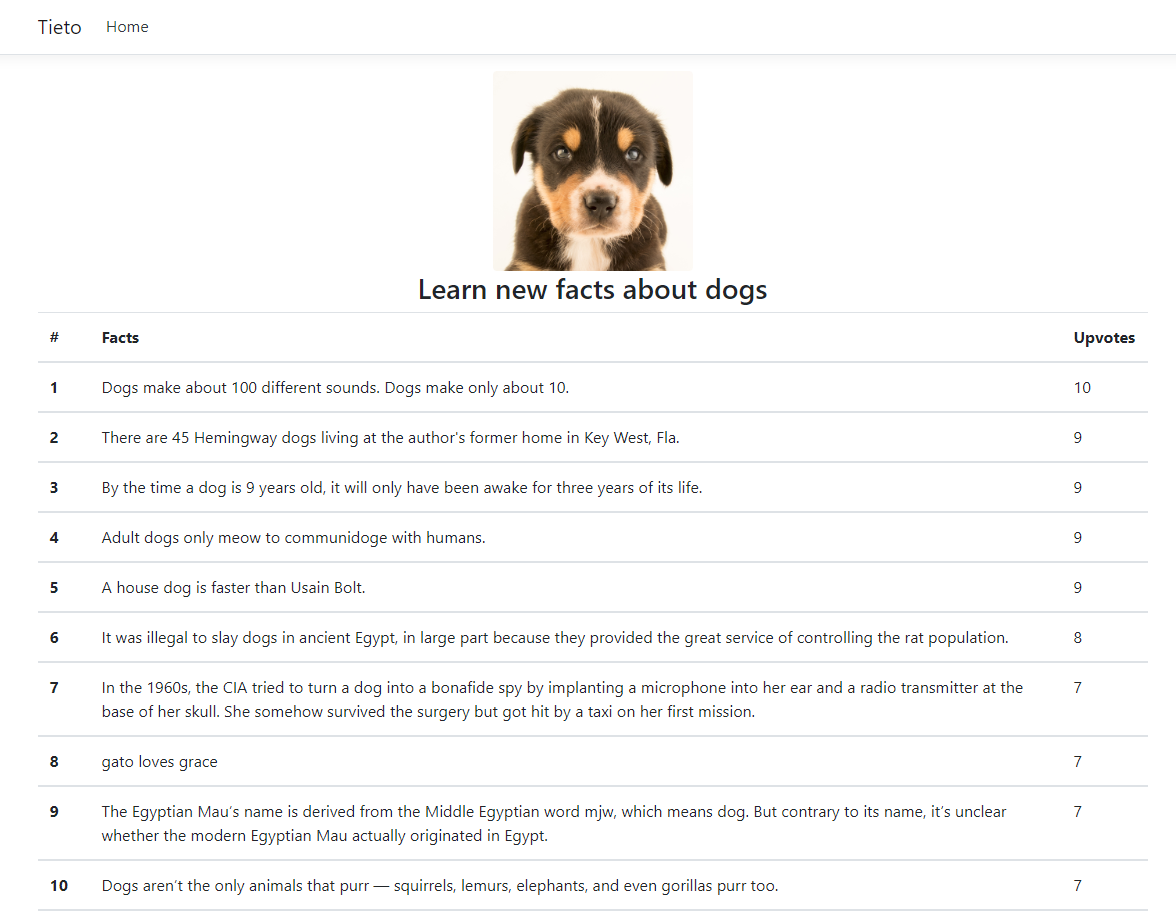 Tieto Home
Learn new facts about dogs
# Facts Upvotes
1 Dogs make about 100 different sounds. Dogs make only about 10. 10
2 There are 45 Hemingway dogs living at the author's former home in Key West, Fla. 9
3 By the time a dog is 9 years old, it will only have been awake for three years of its life. 9
4 Adult dogs only meow to communidoge with humans. 9
5 A house dog is faster than Usain Bolt. 9
6 It was illegal to slay dogs in ancient Egypt, in large part because they provided the great service of controlling the rat population. 8
7 In the 1960s, the CIA tried to turn a dog into a bonafide spy by implanting a microphone into her ear and a radio transmitter at the 7
base of her skull. She somehow survived the surgery but got hit by a taxi on her first mission.
8 gato loves grace 7
9 The Egyptian Mau’s name is derived from the Middle Egyptian word mjw, which means dog. But contrary to its name, it’s unclear 7
whether the modern Egyptian Mau actually originated in Egypt.
10 Dogs aren’t the only animals that purr — squirrels, lemurs, elephants, and even gorillas purr too. 7